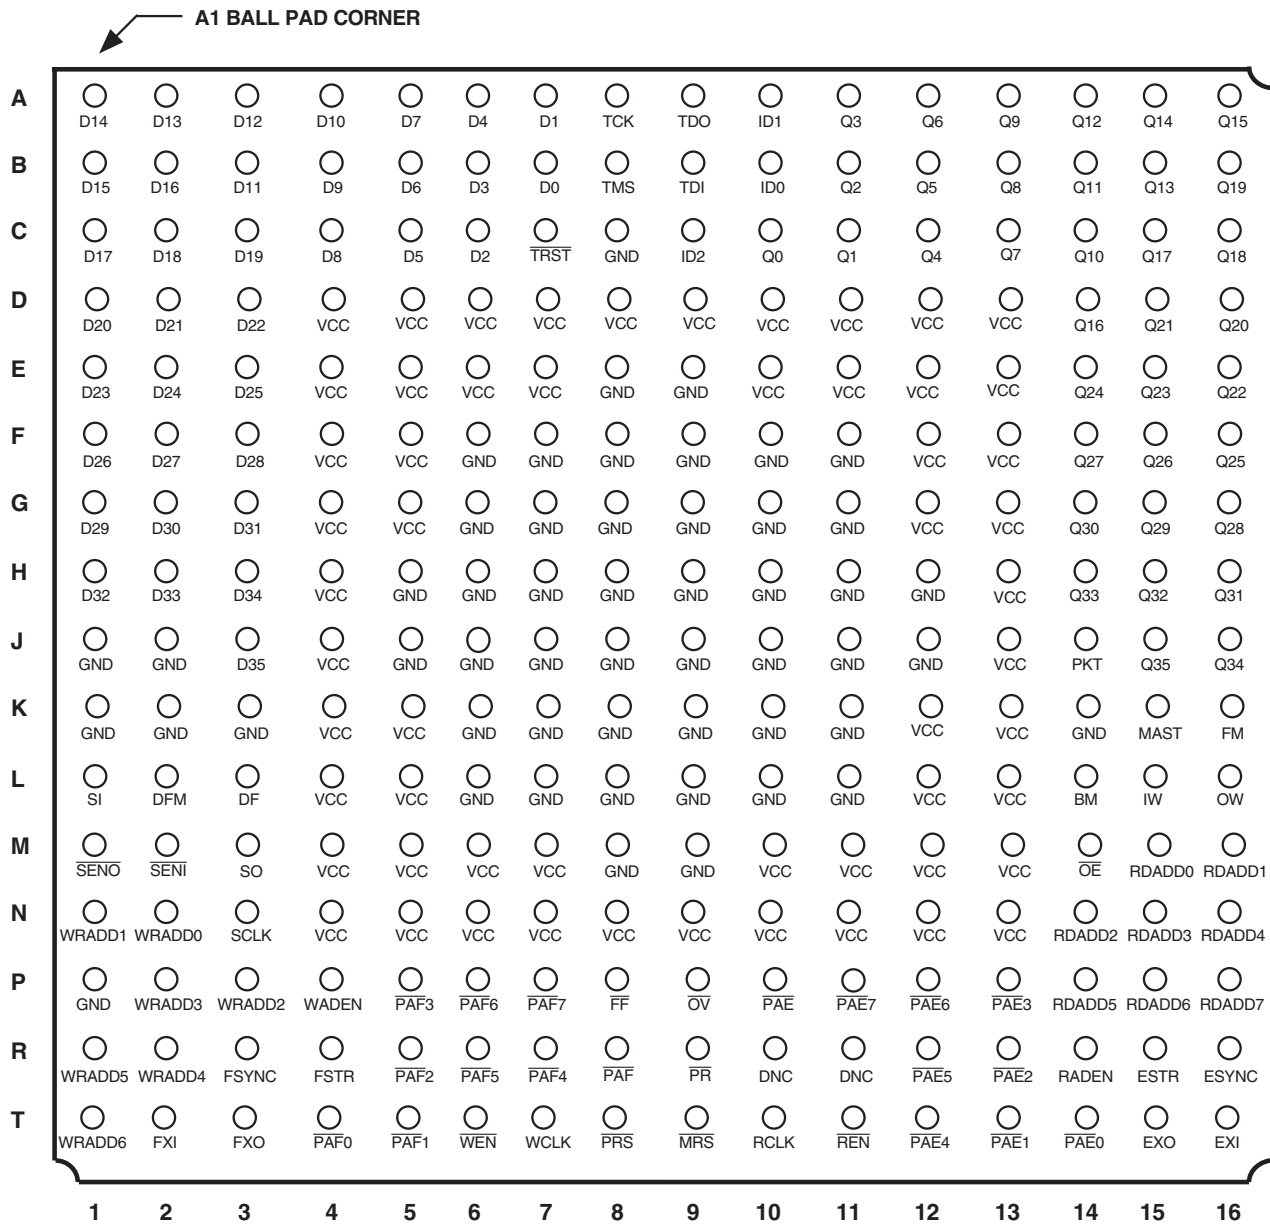 A1 BALL PAD CORNER
A
D14 D13 D12 D10 D7 D4 D1 TCK TDO ID1 Q3 Q6 Q9 Q12 Q14 Q15
B
D15 D16 D11 D9 D6 D3 D0 TMS TDI ID0 Q2 Q5 Q8 Q11 Q13 Q19
C
D17 D18 D19 D8 D5 D2 TRST GND ID2 Q0 Q1 Q4 Q7 Q10 Q17 Q18
D
D20 D21 D22 VCC VCC VCC VCC VCC VCC VCC VCC VCC VCC Q16 Q21 Q20
E
D23 D24 D25 VCC VCC VCC VCC GND GND VCC VCC VCC VCC Q24 Q23 Q22
F
D26 D27 D28 VCC VCC GND GND GND GND GND GND VCC VCC Q27 Q26 Q25
G
D29 D30 D31 VCC VCC GND GND GND GND GND GND VCC VCC Q30 Q29 Q28
H
D32 D33 D34 VCC GND GND GND GND GND GND GND GND VCC Q33 Q32 Q31
J
GND GND D35 VCC GND GND GND GND GND GND GND GND VCC PKT Q35 Q34
K
GND GND GND VCC VCC GND GND GND GND GND GND VCC VCC GND MAST FM
L
SI DFM DF VCC VCC GND GND GND GND GND GND VCC VCC BM IW OW
M
SENO SENI SO VCC VCC VCC VCC GND GND VCC VCC VCC VCC OE RDADD0 RDADD1
N
WRADD1 WRADD0 SCLK VCC VCC VCC VCC VCC VCC VCC VCC VCC VCC RDADD2 RDADD3 RDADD4
P
GND WRADD3 WRADD2 WADEN PAF3 PAF6 PAF7 FF OV PAE PAE7 PAE6 PAE3 RDADD5 RDADD6 RDADD7
R
WRADD5 WRADD4 FSYNC FSTR PAF2 PAF5 PAF4 PAF PR DNC DNC PAE5 PAE2 RADEN ESTR ESYNC
T
WRADD6 FXI FXO PAF0 PAF1 WEN WCLK PRS MRS RCLK REN PAE4 PAE1 PAE0 EXO EXI
1 2 3 4 5 6 7 8 9 10 11 12 13 14 15 16